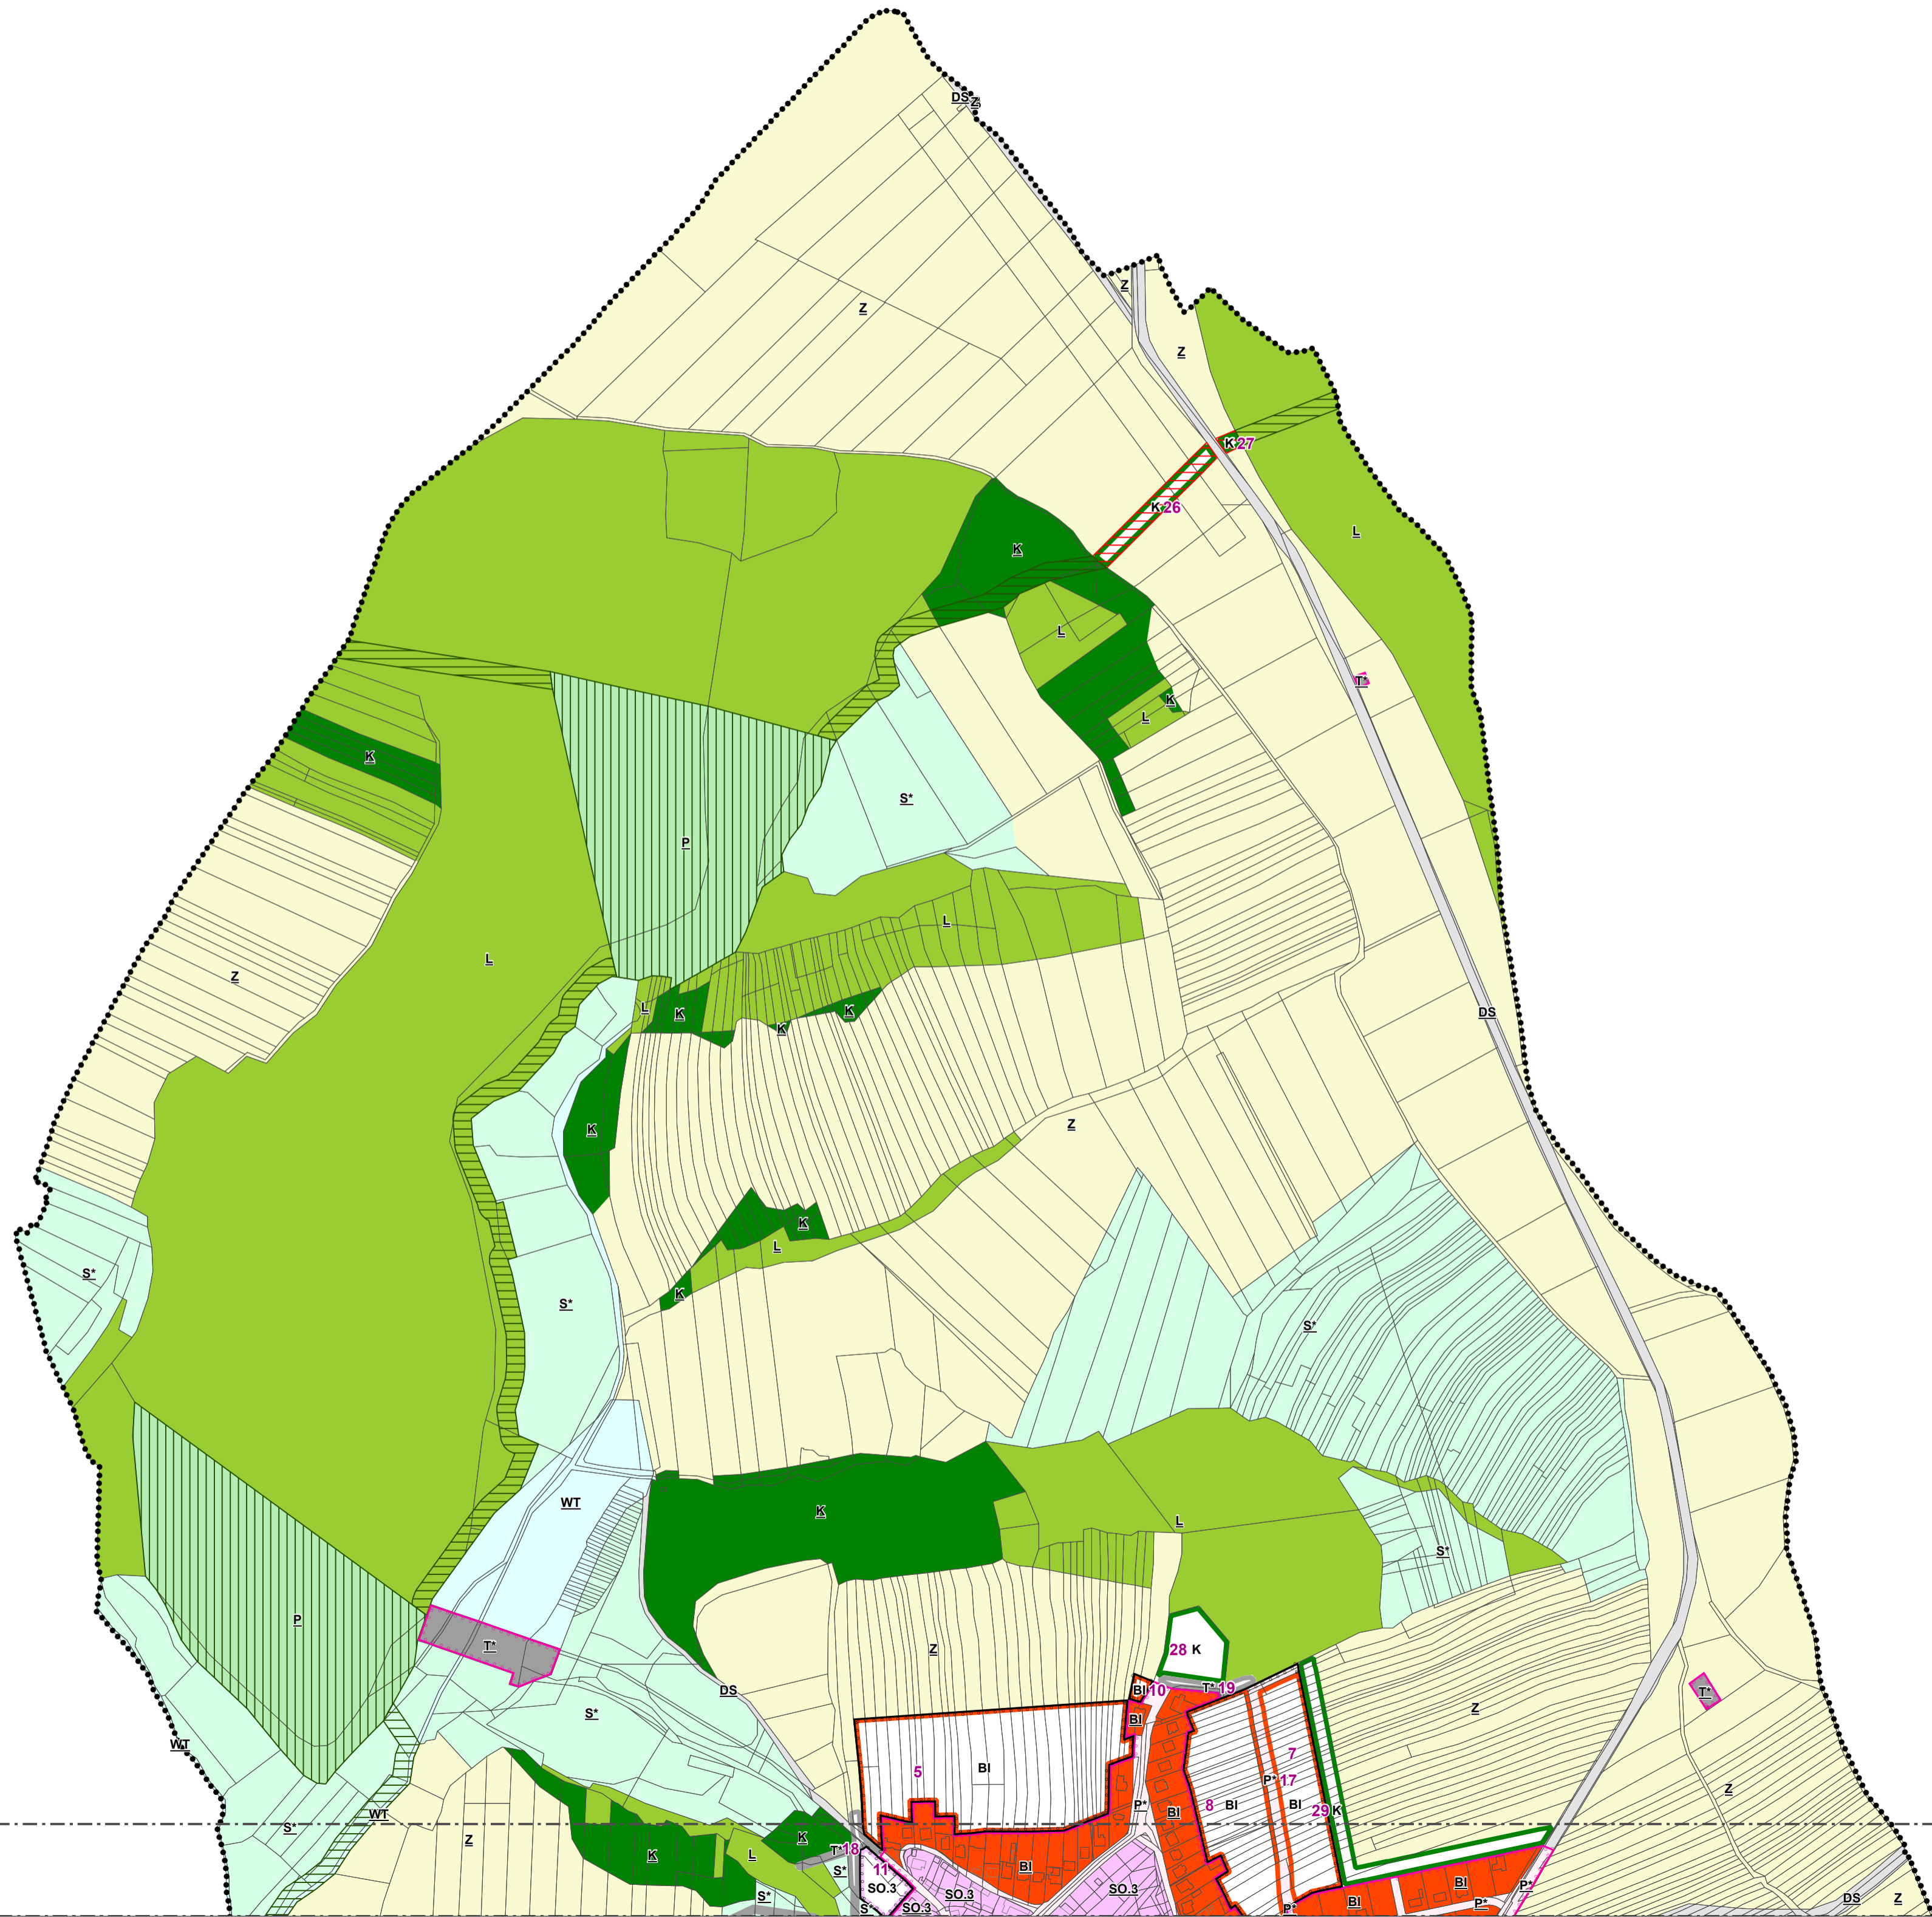 DS Z
Z
Z
Z
K 27
K 26
L
K
L
T*
K
L
K
S*
P
L
Z
L
DS
L
K
K
K
Z
K
K
L
S*
K
S*
S*
WT
K
L
S*
P
T*
Z
28 K
DS
BI 10
T* 19
T*
S*
BI
Z
WT
7
5
BI
P* 17
Z
WT
8 BI
P*
BI
29 K
BI
S*
Z
K
T* 18
L
K
BI
11
S*
SO.3
SO.3
SO.3
BI
P*
S*
BI
P*
DS
Z
S*
SO.3
P*